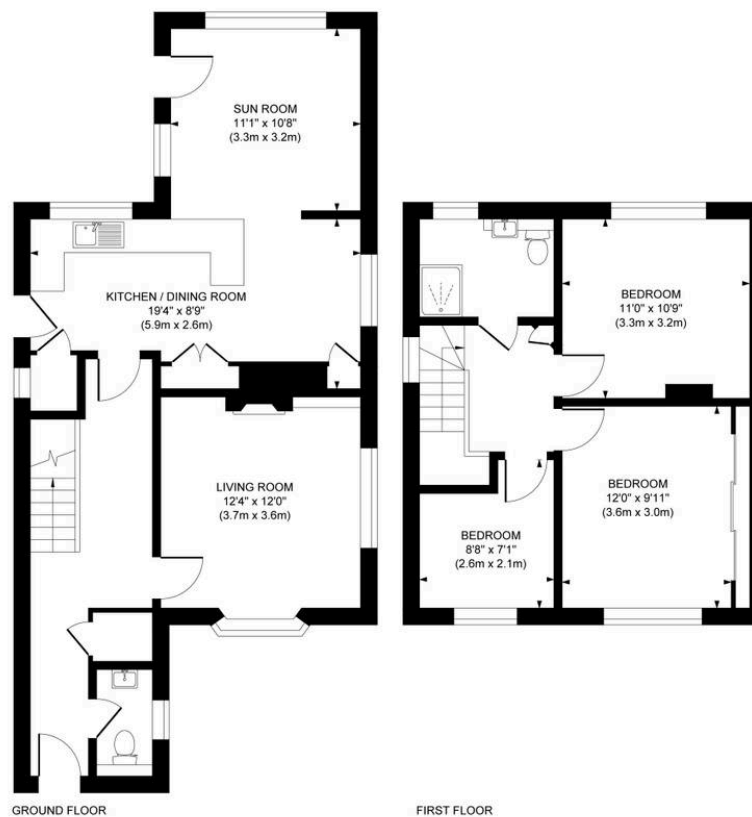 SUN ROOM
11'1" x 10'8"
(3.3m x 3.2m)
KITCHEN / DINING ROOM
19'4" x 8'9"
(5.9m x 2.6m)
LIVING ROOM
12'4" x 12'0"
(3.7m x 3.6m)
GROUND FLOOR
BEDROOM
11'0" x 10'9"
(3.3m x 3.2m)
BEDROOM
12'0" x 9'11"
(3.6m x 3.0m)
BEDROOM
8'8" x 7'1"
(2.6m x 2.1m)
FIRST FLOOR